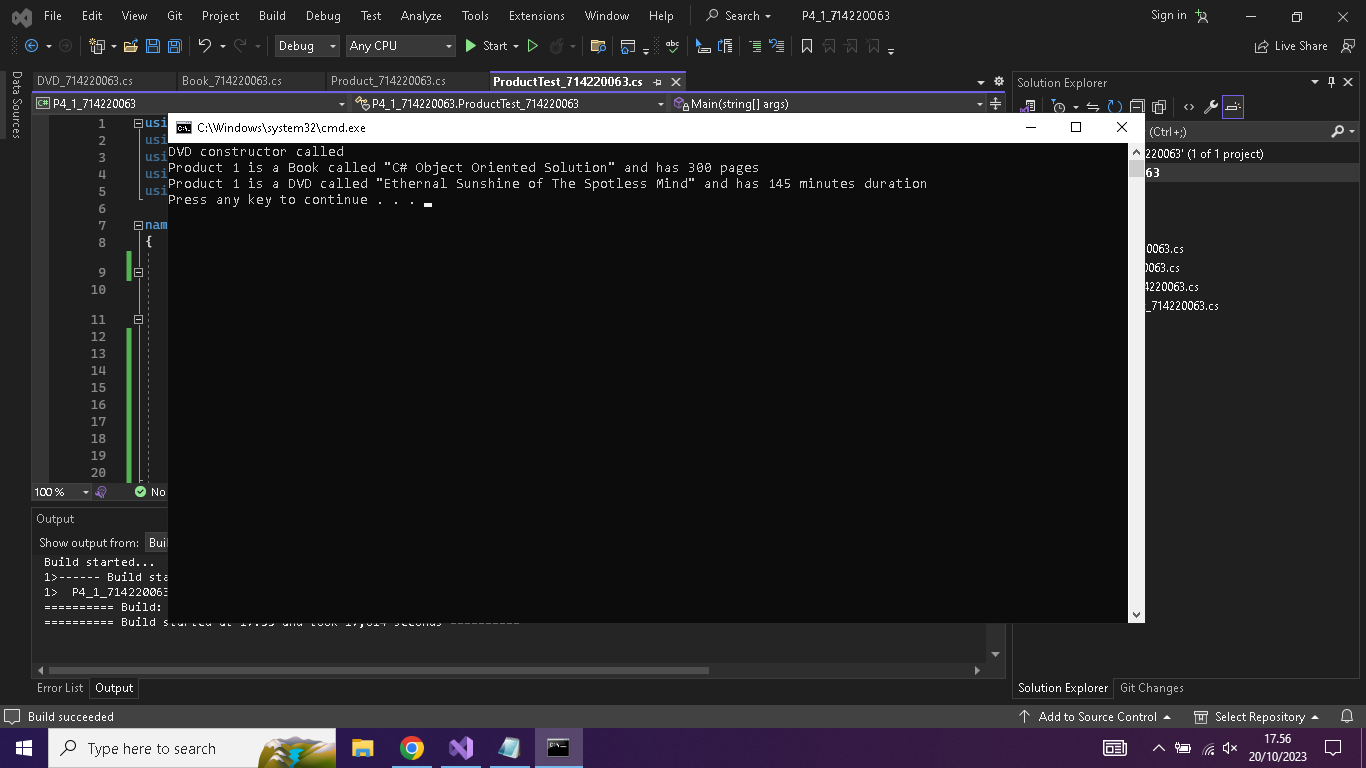 File Edit View Git Project Build Debug Test Analyze Tools Extensions Window Help Search P4_1_714220063 Sign in
Debug Any CPU Start Live Share
Data Sources
DVD_714220063.cs Book_714220063.cs Product_714220063.cs ProductTest_714220063.cs
P4_1_714220063 P4_1_714220063.ProductTest_714220063 Main(string[] args)
Solution Explorer
(Ctrl+;)
220063' (1 of 1 project)
63
0063.cs
063.cs
4220063.cs
_714220063.cs
1 usi
2 usi
3 usi
4 usi
5 usi
6
7 nam
8 {
9
10
11
12
13
14
15
16
17
18
19
20
100 % No
C:\Windows\system32\cmd.exe
DVD constructor called
Product 1 is a Book called "C# Object Oriented Solution" and has 300 pages
Product 1 is a DVD called "Ethernal Sunshine of The Spotless Mind" and has 145 minutes duration
Press any key to continue . . .
Output
Show output from: Buil
Build started...
1>------ Build sta
1> P4_1_714220063
========== Build:
========== Build started at 17.55 and took 17,614 seconds ==========
Error List Output
Solution Explorer Git Changes
Build succeeded Add to Source Control Select Repository
Type here to search
17.56
20/10/2023